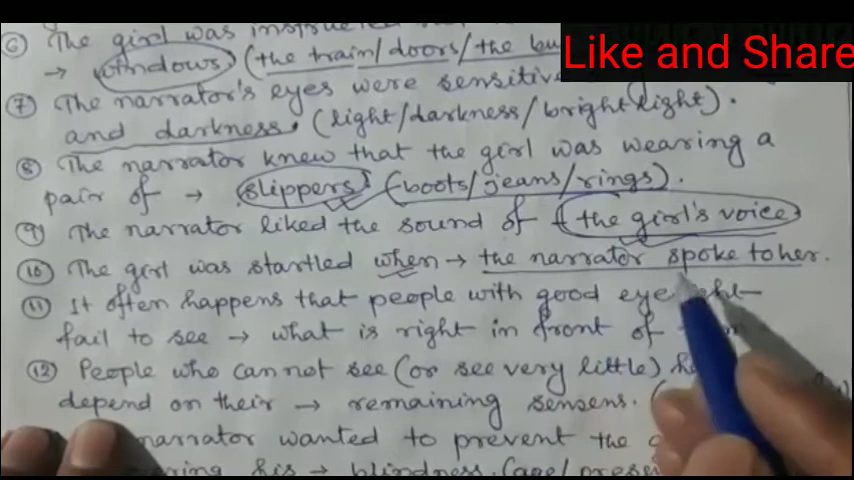 ⑥ The girl was instructed
→ windows (the train/doors/the bu
Like and Share
⑦ The narrator's eyes were sensitive
and darkness. (light/darkness/bright light).
⑧ The narrator knew that the girl was wearing a
pair of → slippers (boots/jeans/rings).
⑨ The narrator liked the sound of → the girl's voice
⑩ The girl was startled when → the narrator spoke to her.
⑪ It often happens that people with good eye
fail to see → what is right in front of
⑫ People who can not see (or see very little)
depend on their → remaining sensens.
narrator wanted to prevent the
his → blindness. (age/